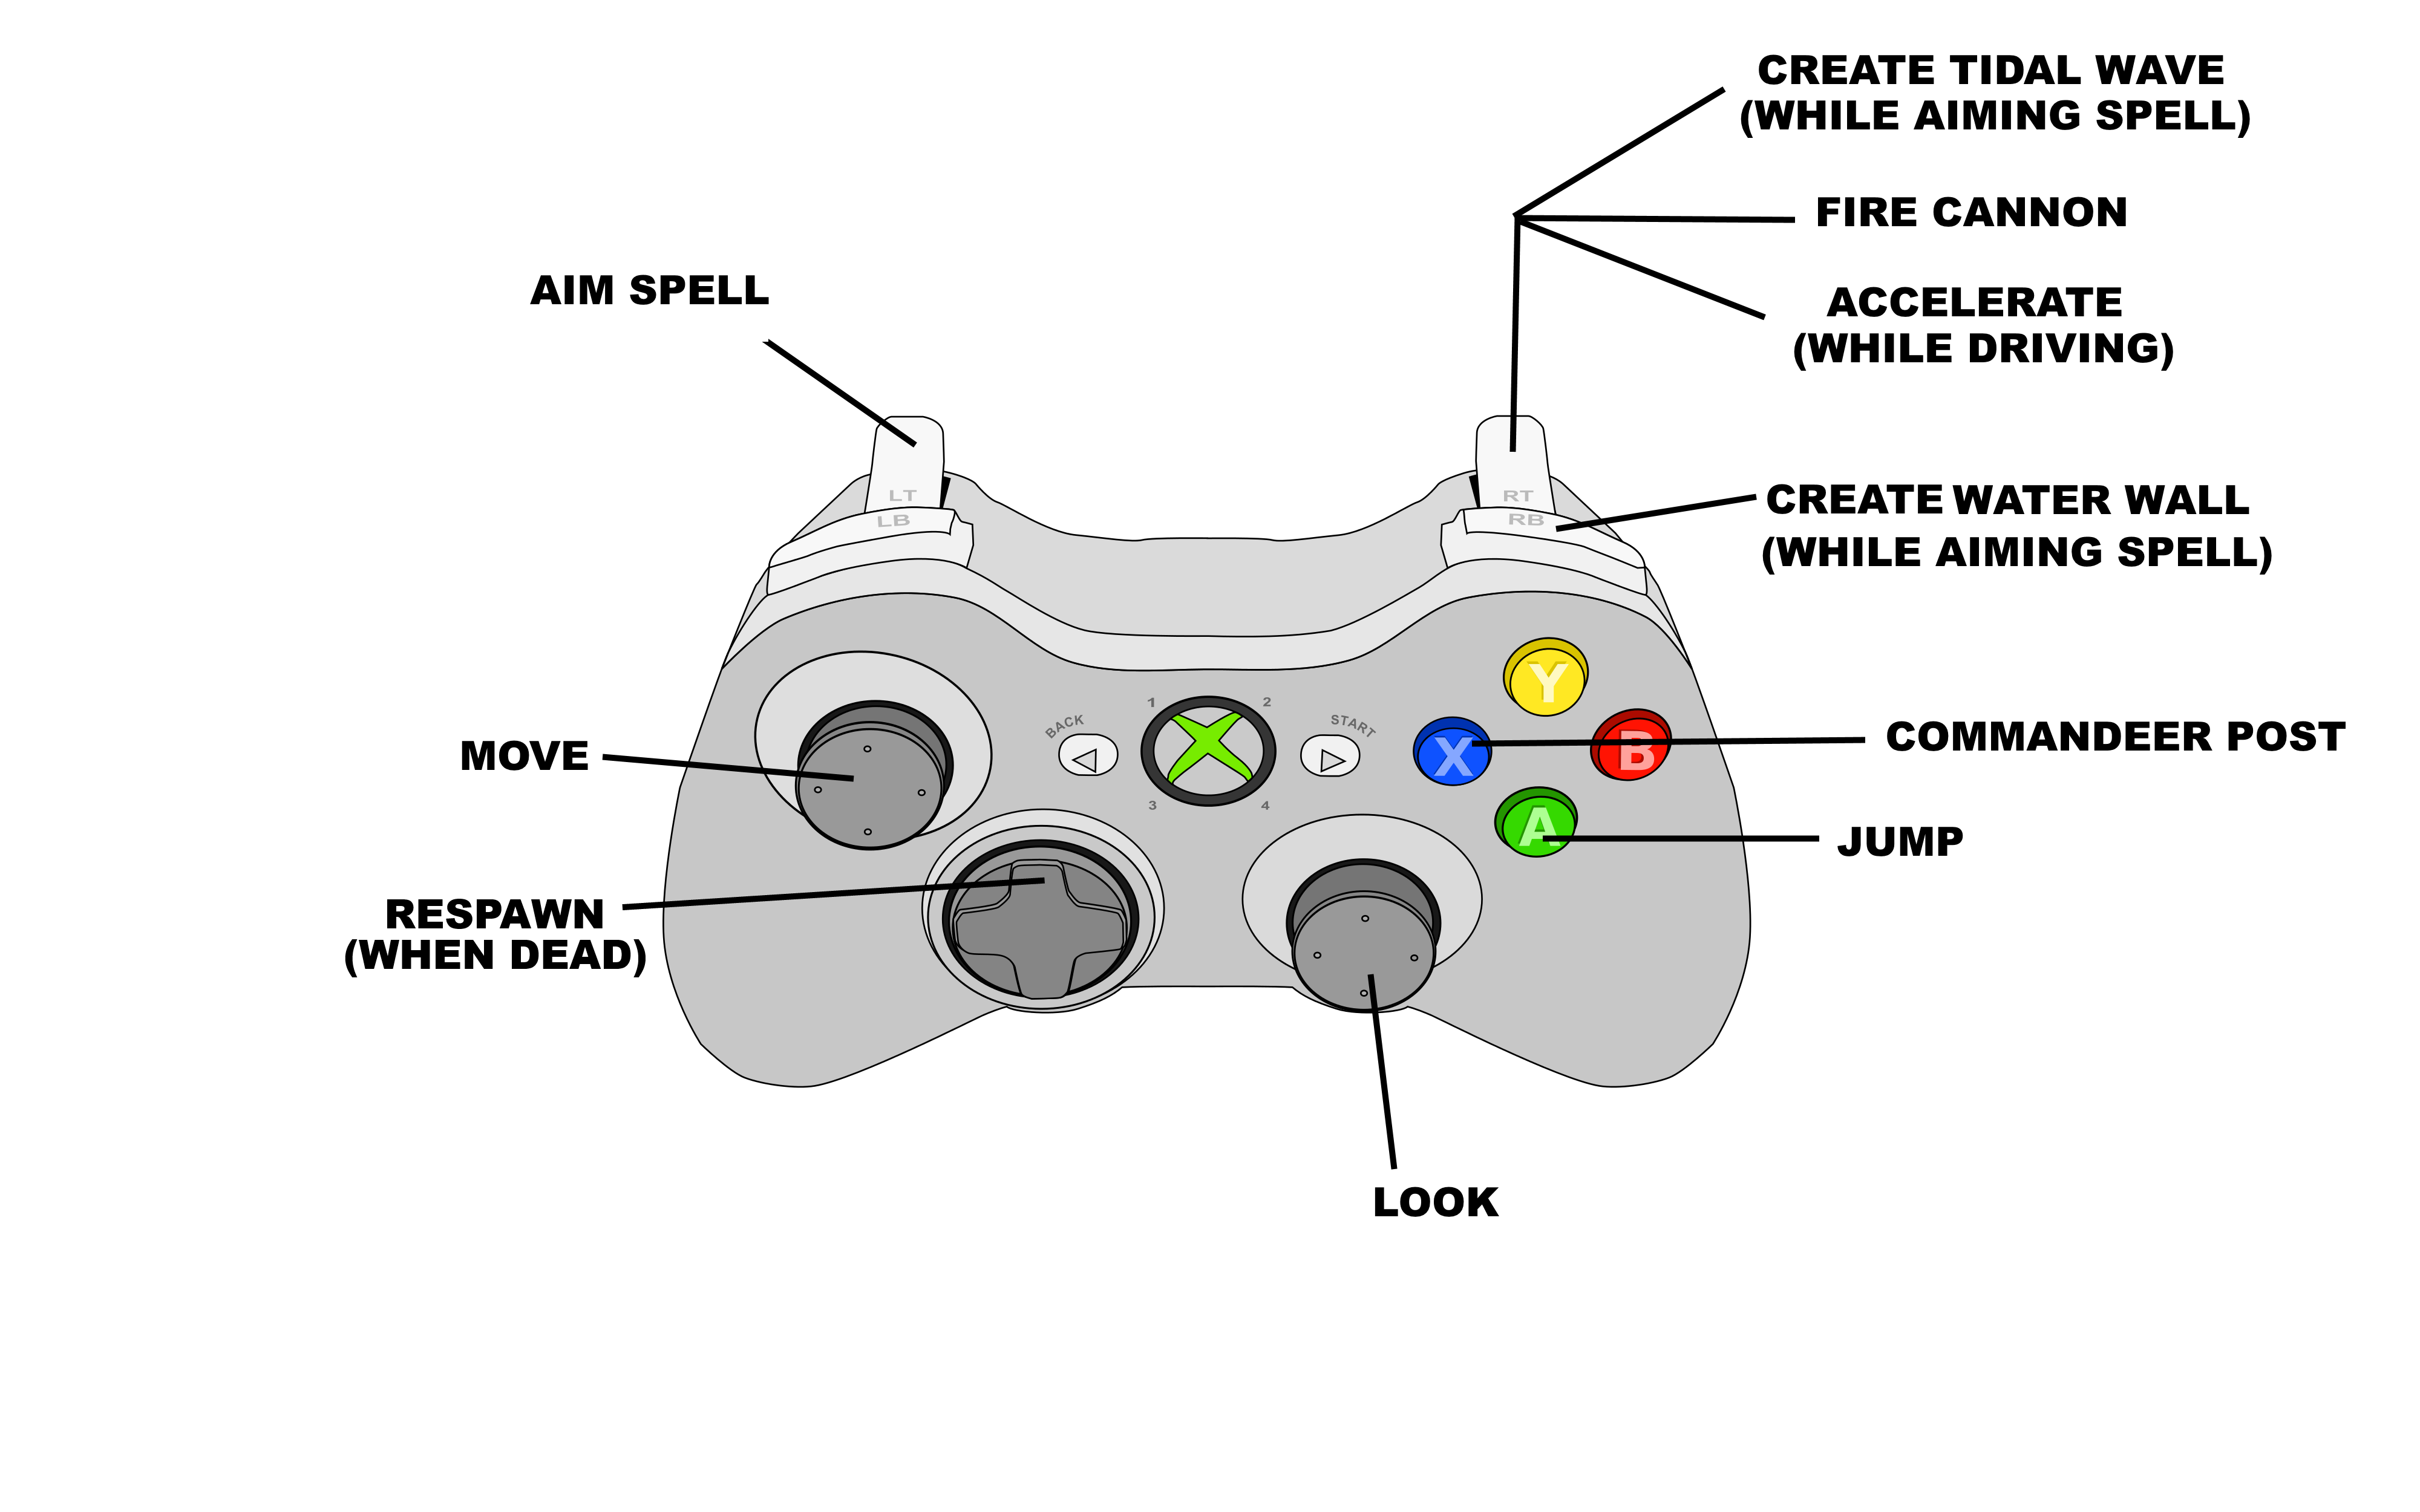 CREATE TIDAL WAVE
(WHILE AIMING SPELL)
FIRE CANNON
AIM SPELL
ACCELERATE
(WHILE DRIVING)
LT
RT
LB
RB
CREATE WATER WALL
(WHILE AIMING SPELL)
Y
1
2
BACK
START
X
B
COMMANDEER POST
MOVE
3
4
A
JUMP
RESPAWN
(WHEN DEAD)
LOOK